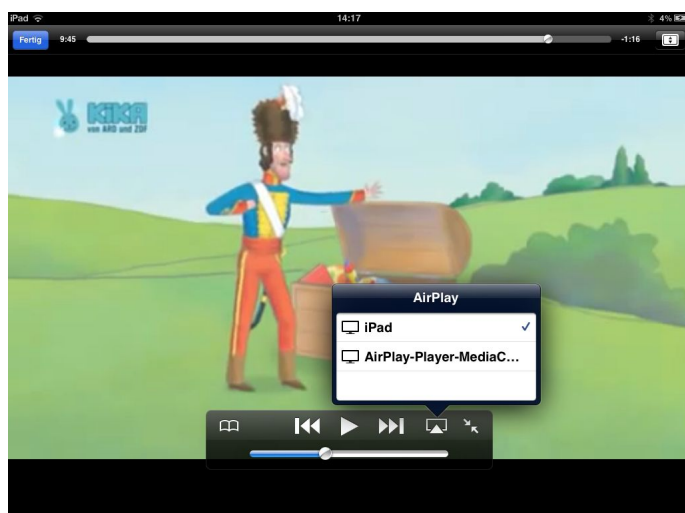 iPad 14:17 4%
Fertig 9:45 -1:16
KiKA
von ARD und ZDF
AirPlay
iPad
AirPlay-Player-MediaC...